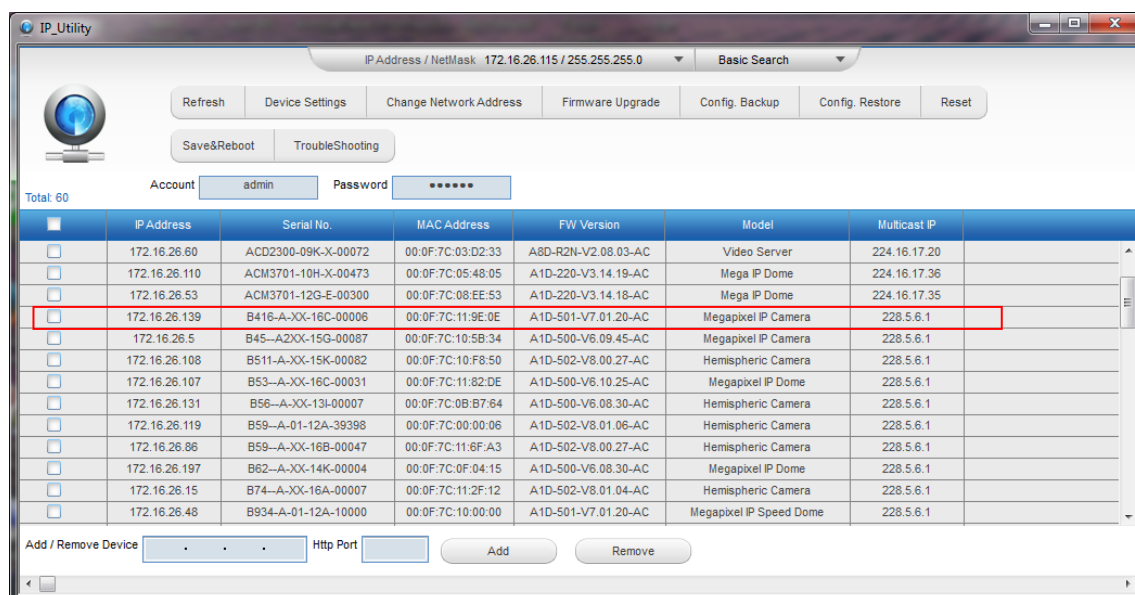 IP_Utility
IP Address / NetMask 172.16.26.115 / 255.255.255.0 Basic Search
Refresh Device Settings Change Network Address Firmware Upgrade Config. Backup Config. Restore Reset
Save&Reboot TroubleShooting
Total: 60 Account admin Password ••••••
IP Address Serial No. MAC Address FW Version Model Multicast IP
172.16.26.60 ACD2300-09K-X-00072 00:0F:7C:03:D2:33 A8D-R2N-V2.08.03-AC Video Server 224.16.17.20
172.16.26.110 ACM3701-10H-X-00473 00:0F:7C:05:48:05 A1D-220-V3.14.19-AC Mega IP Dome 224.16.17.36
172.16.26.53 ACM3701-12G-E-00300 00:0F:7C:08:EE:53 A1D-220-V3.14.18-AC Mega IP Dome 224.16.17.35
172.16.26.139 B416-A-XX-16C-00006 00:0F:7C:11:9E:0E A1D-501-V7.01.20-AC Megapixel IP Camera 228.5.6.1
172.16.26.5 B45--A2XX-15G-00087 00:0F:7C:10:5B:34 A1D-500-V6.09.45-AC Megapixel IP Camera 228.5.6.1
172.16.26.108 B511-A-XX-15K-00082 00:0F:7C:10:F8:50 A1D-502-V8.00.27-AC Hemispheric Camera 228.5.6.1
172.16.26.107 B53--A-XX-16C-00031 00:0F:7C:11:82:DE A1D-500-V6.10.25-AC Megapixel IP Dome 228.5.6.1
172.16.26.131 B56--A-XX-13I-00007 00:0F:7C:0B:B7:64 A1D-500-V6.08.30-AC Hemispheric Camera 228.5.6.1
172.16.26.119 B59--A-01-12A-39398 00:0F:7C:00:00:06 A1D-502-V8.01.06-AC Hemispheric Camera 228.5.6.1
172.16.26.86 B59--A-XX-16B-00047 00:0F:7C:11:6F:A3 A1D-502-V8.00.27-AC Hemispheric Camera 228.5.6.1
172.16.26.197 B62--A-XX-14K-00004 00:0F:7C:0F:04:15 A1D-500-V6.08.30-AC Megapixel IP Dome 228.5.6.1
172.16.26.15 B74--A-XX-16A-00007 00:0F:7C:11:2F:12 A1D-502-V8.01.04-AC Hemispheric Camera 228.5.6.1
172.16.26.48 B934-A-01-12A-10000 00:0F:7C:10:00:00 A1D-501-V7.01.20-AC Megapixel IP Speed Dome 228.5.6.1
Add / Remove Device . . . Http Port Add Remove